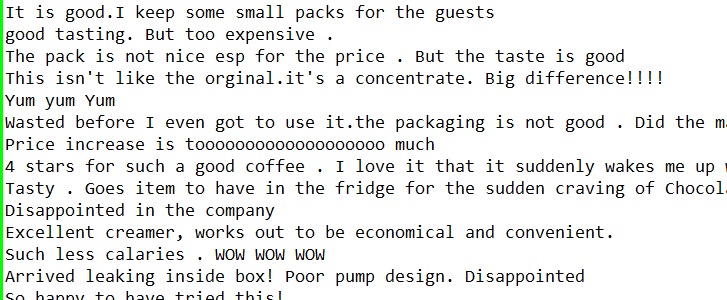 It is good.I keep some small packs for the guests
good tasting. But too expensive .
The pack is not nice esp for the price . But the taste is good
This isn't like the orginal.it's a concentrate. Big difference!!!!
Yum yum Yum
Wasted before I even got to use it.the packaging is not good . Did the
Price increase is tooooooooooooooooooo much
4 stars for such a good coffee . I love it that it suddenly wakes me up
Tasty . Goes item to have in the fridge for the sudden craving of
Disappointed in the company
Excellent creamer, works out to be economical and convenient.
Such less calaries . WOW WOW WOW
Arrived leaking inside box! Poor pump design. Disappointed
So happy to have tried this!